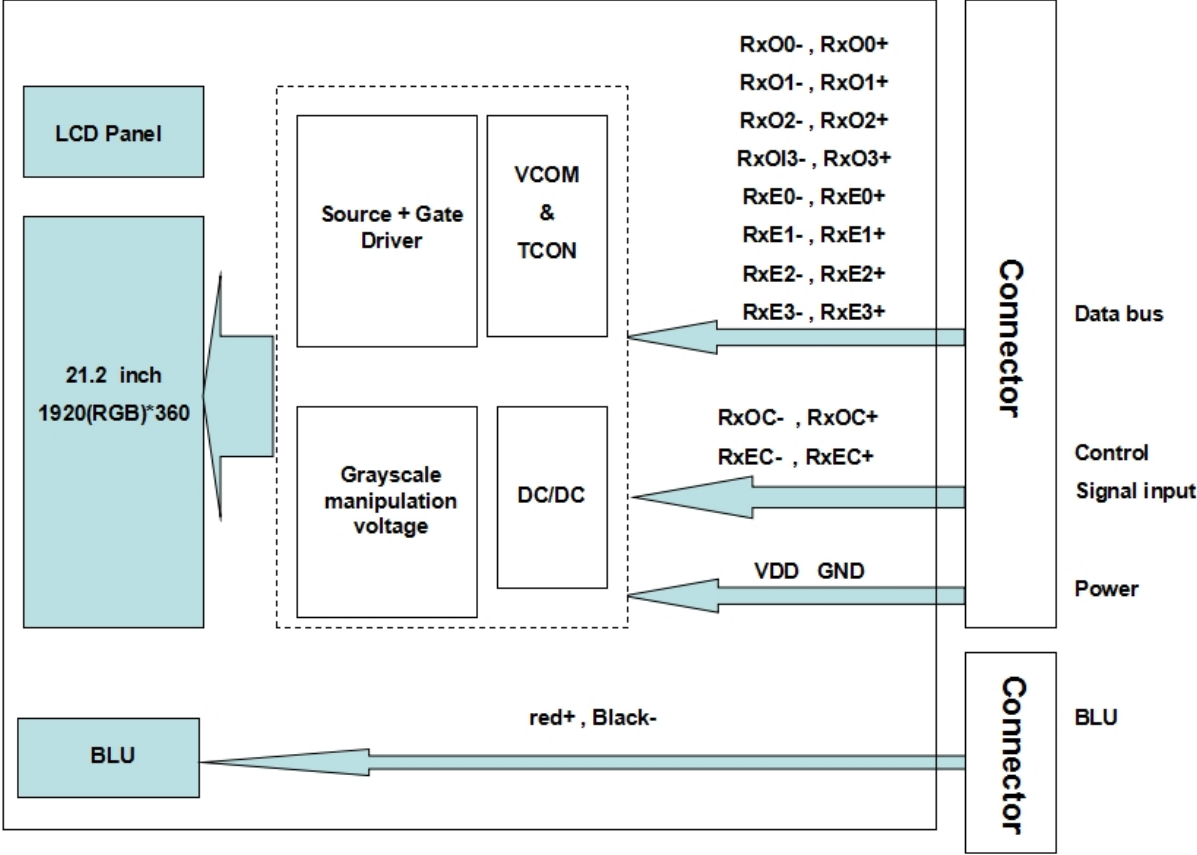 LCD Panel
21.2 inch
1920(RGB)*360
BLU
Source + Gate
Driver
VCOM
&
TCON
Grayscale
manipulation
voltage
DC/DC
RxO0- , RxO0+
RxO1- , RxO1+
RxO2- , RxO2+
RxOI3- , RxO3+
RxE0- , RxE0+
RxE1- , RxE1+
RxE2- , RxE2+
RxE3- , RxE3+
RxOC- , RxOC+
RxEC- , RxEC+
VDD GND
red+ , Black-
Connector
Connector
Data bus
Control
Signal input
Power
BLU